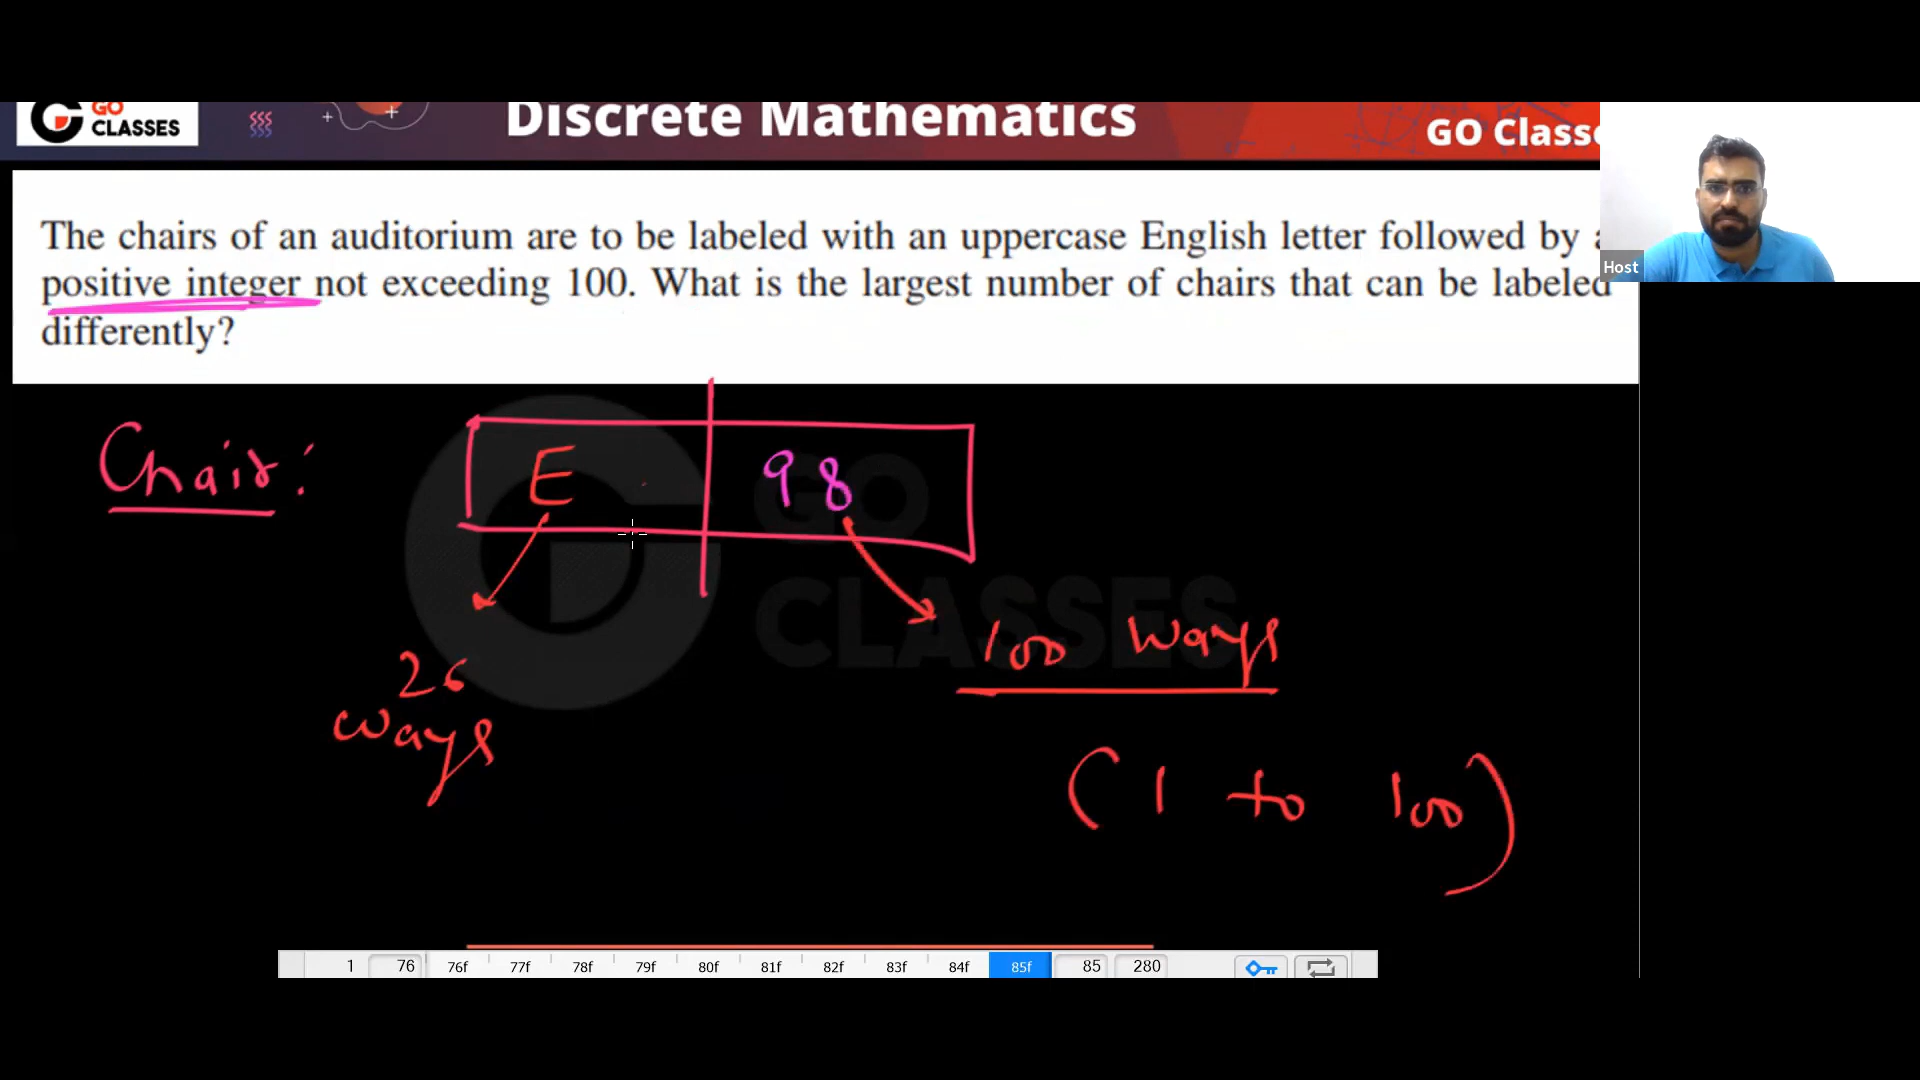 GO
CLASSES
Discrete Mathematics
GO Classe
The chairs of an auditorium are to be labeled with an uppercase English letter followed by a
positive integer not exceeding 100. What is the largest number of chairs that can be labeled
differently?
Host
Chair:
E 98
GO
CLASSES
26
ways
100 ways
(1 to 100)
1 76 76f 77f 78f 79f 80f 81f 82f 83f 84f 85f 85 280